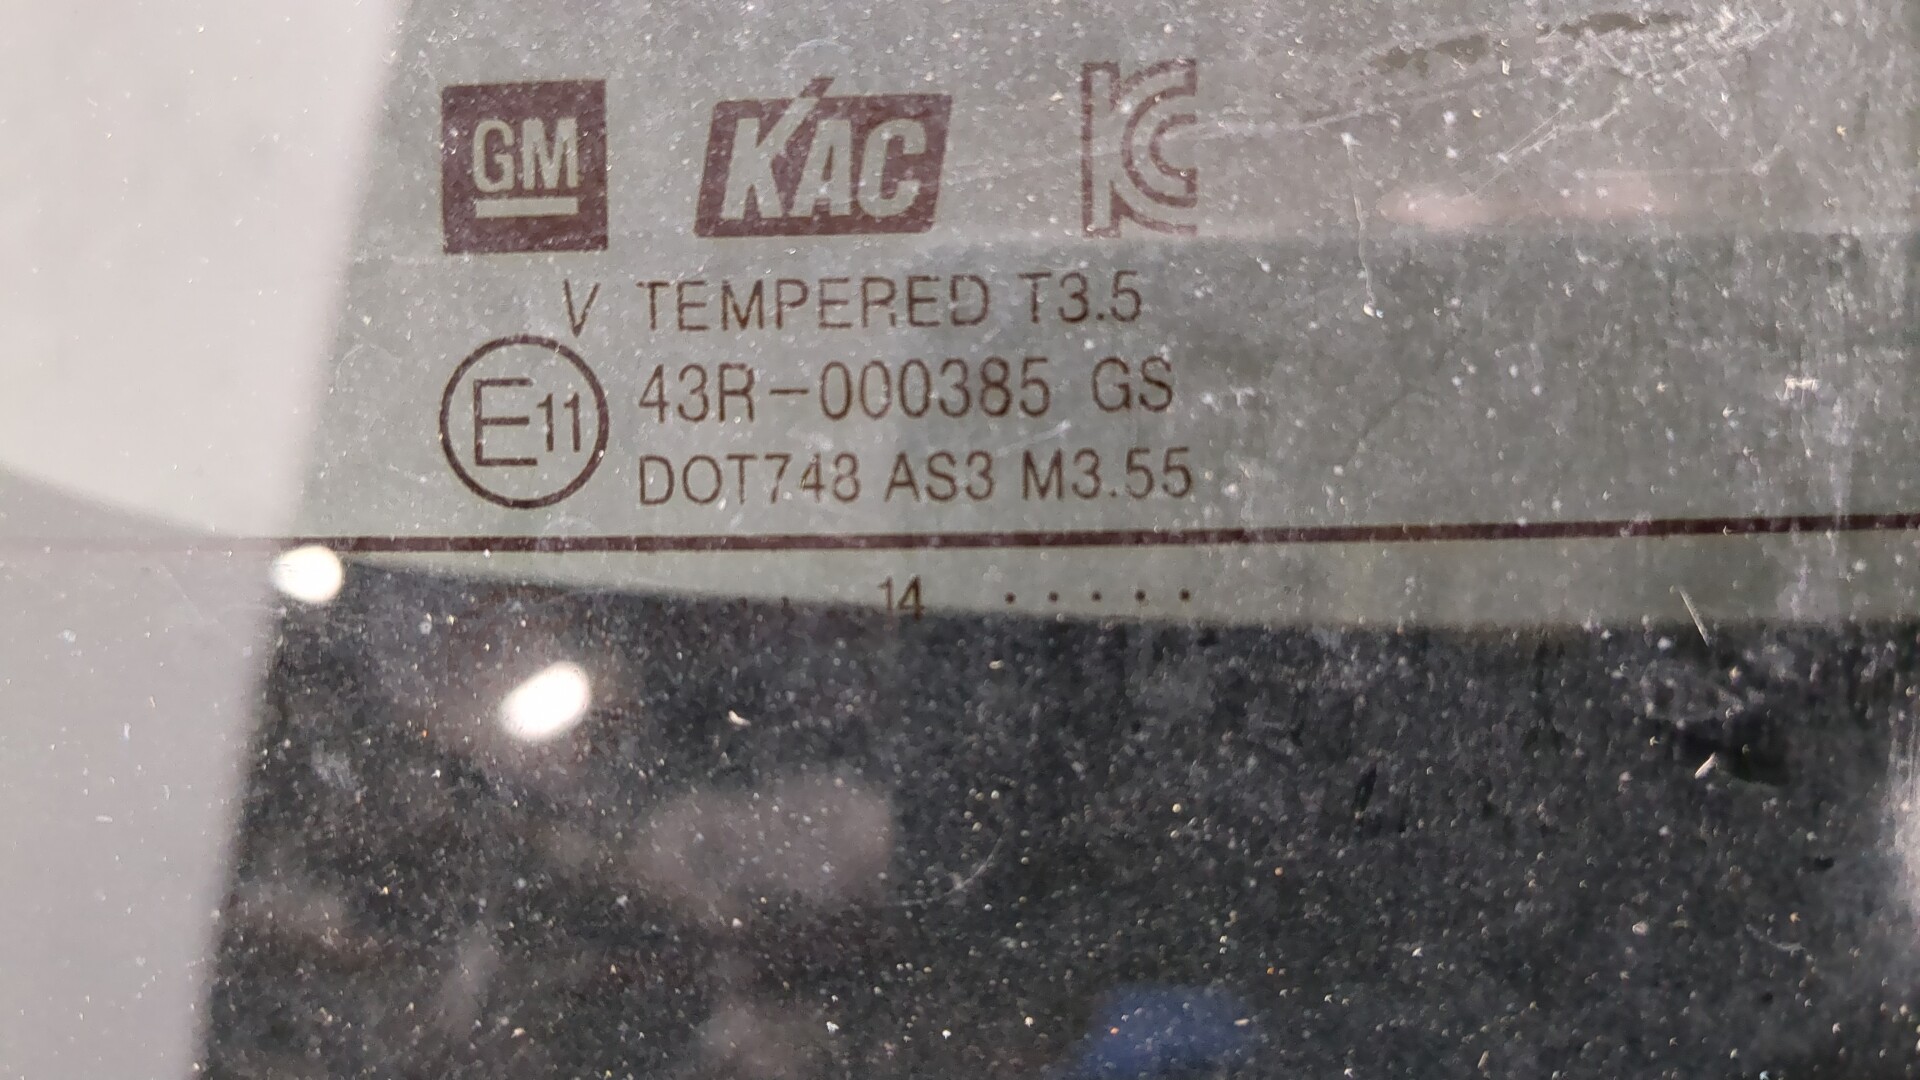 GM KAC KC
V TEMPERED T3.5
E11 43R-000385 GS
DOT748 AS3 M3.55
14 . . . . .